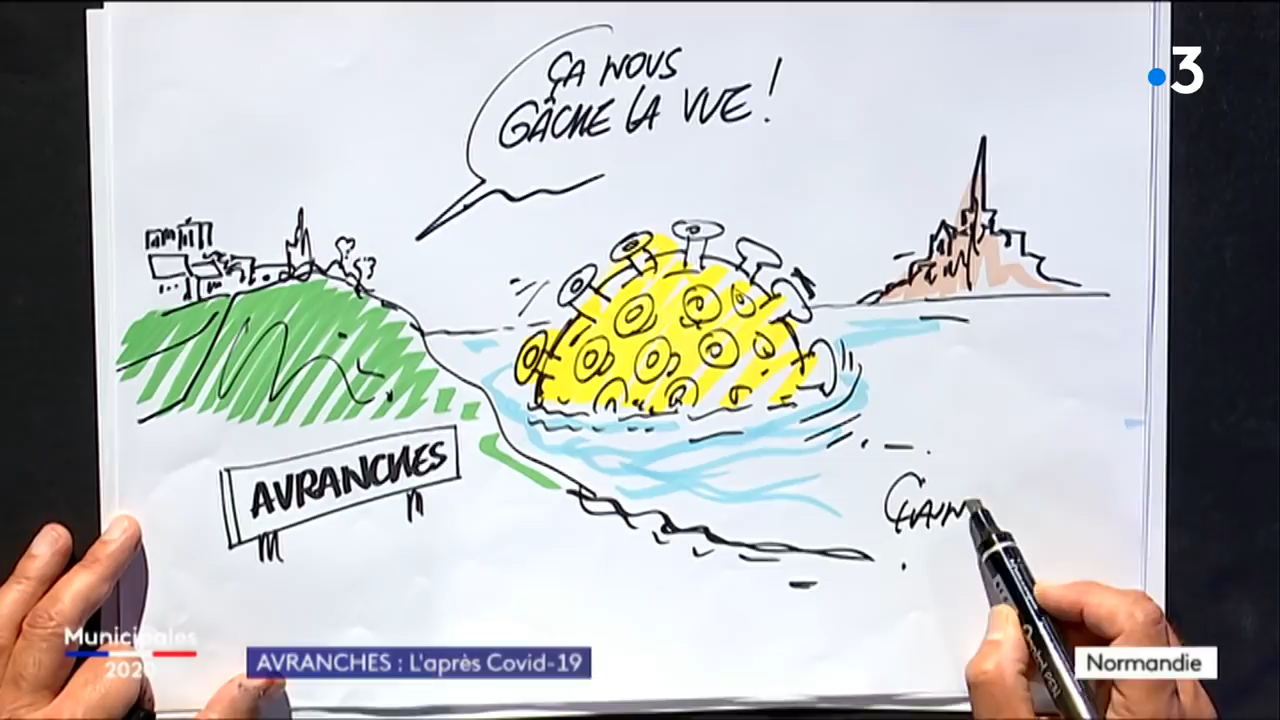 ÇA NOUS
GÂCHE LA VUE !
3
AVRANCHES
Municipales
2020
AVRANCHES : L'après Covid-19
Normandie